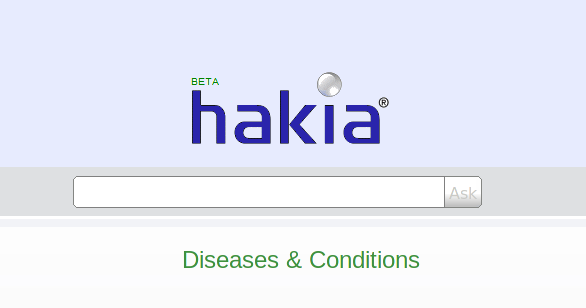 BETA
hakia®
Ask
Diseases & Conditions